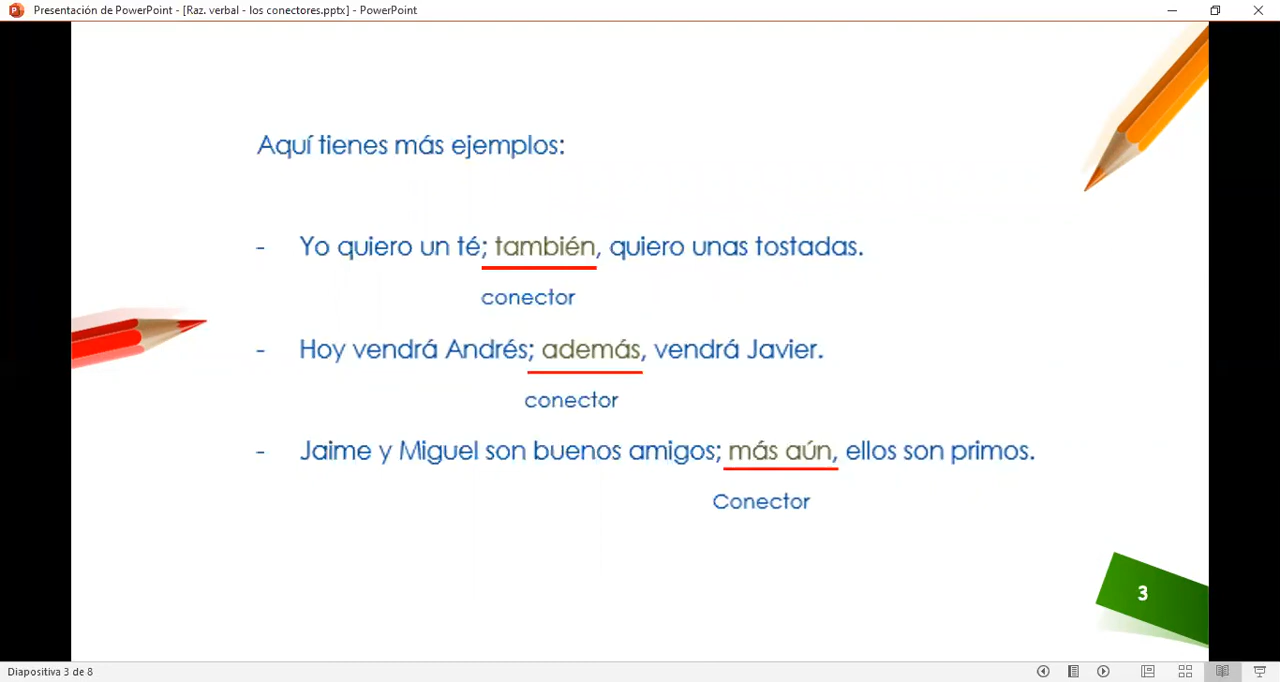 Presentación de PowerPoint - [Raz. verbal - los conectores.pptx] - PowerPoint
Aquí tienes más ejemplos:
- Yo quiero un té; también, quiero unas tostadas.
conector
- Hoy vendrá Andrés; además, vendrá Javier.
conector
- Jaime y Miguel son buenos amigos; más aún, ellos son primos.
Conector
3
Diapositiva 3 de 8